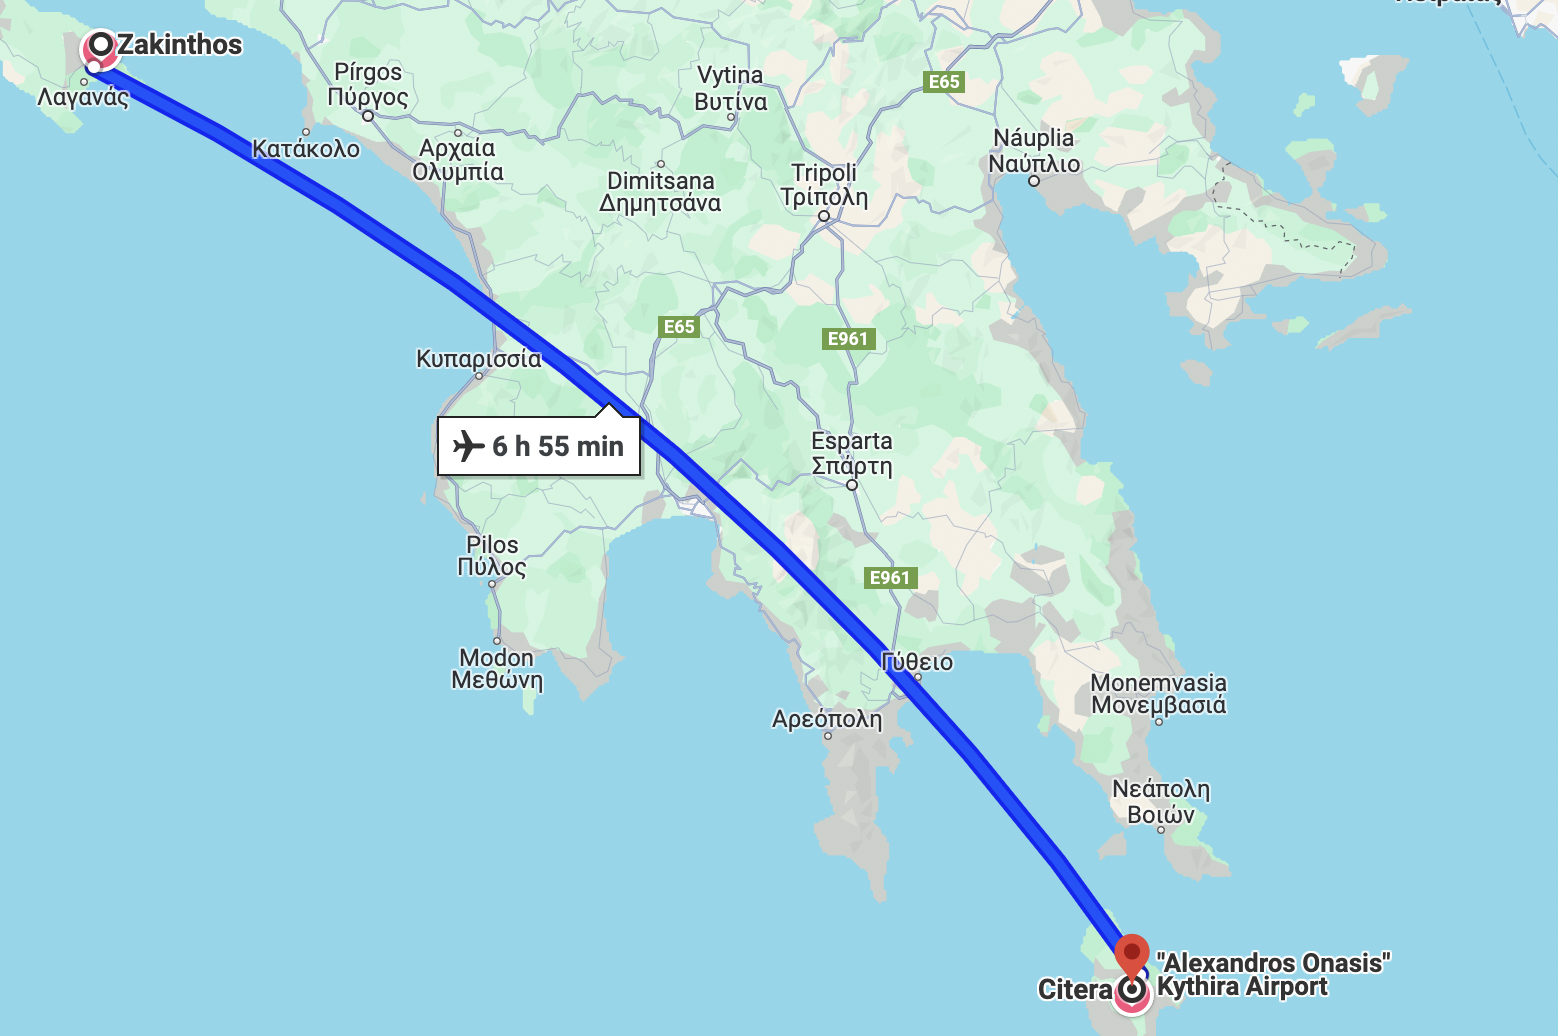 Zakinthos
Λαγανάς
Pírgos
Πύργος
Κατάκολο
Αρχαία
Ολυμπία
Vytina
Βυτίνα
Dimitsana
Δημητσάνα
Tripoli
Τρίπολη
E65
Náuplia
Ναύπλιο
E65
E961
Κυπαρισσία
6 h 55 min
Esparta
Σπάρτη
Pilos
Πύλος
E961
Modon
Μεθώνη
Γύθειο
Αρεόπολη
Monemvasia
Μονεμβασιά
Νεάπολη
Βοιών
Citera
"Alexandros Onasis"
Kythira Airport